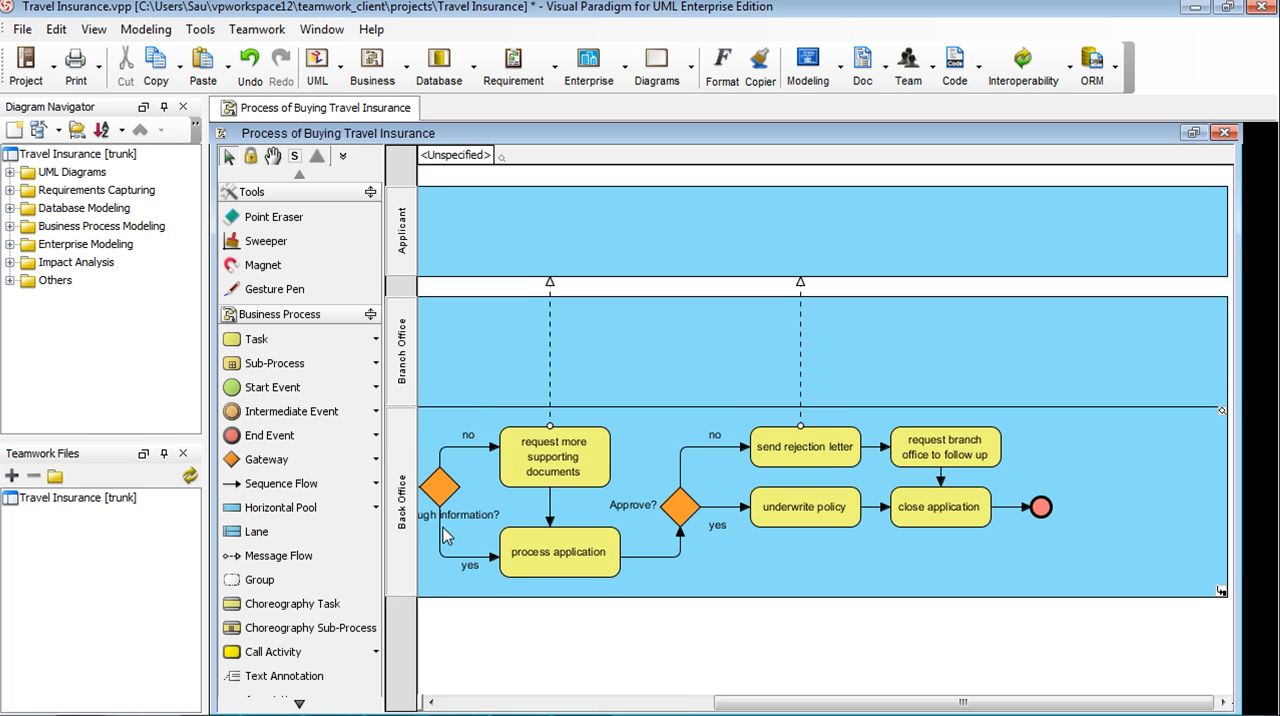 Travel Insurance.vpp [C:\Users\Sau\vpworkspace12\teamwork_client\projects\Travel Insurance] * - Visual Paradigm for UML Enterprise Edition
File Edit View Modeling Tools Teamwork Window Help
Project Print Cut Copy Paste Undo Redo UML Business Database Requirement Enterprise Diagrams Format Copier Modeling Doc Team Code Interoperability ORM
Diagram Navigator
Travel Insurance [trunk]
UML Diagrams
Requirements Capturing
Database Modeling
Business Process Modeling
Enterprise Modeling
Impact Analysis
Others
Teamwork Files
Travel Insurance [trunk]
Process of Buying Travel Insurance
Process of Buying Travel Insurance
S
Tools
Point Eraser
Sweeper
Magnet
Gesture Pen
Business Process
Task
Sub-Process
Start Event
Intermediate Event
End Event
Gateway
Sequence Flow
Horizontal Pool
Lane
Message Flow
Group
Choreography Task
Choreography Sub-Process
Call Activity
Text Annotation
<Unspecified>
Applicant
Branch Office
Back Office
no
ugh information?
yes
request more
supporting
documents
process application
Approve?
no
yes
send rejection letter
underwrite policy
request branch
office to follow up
close application